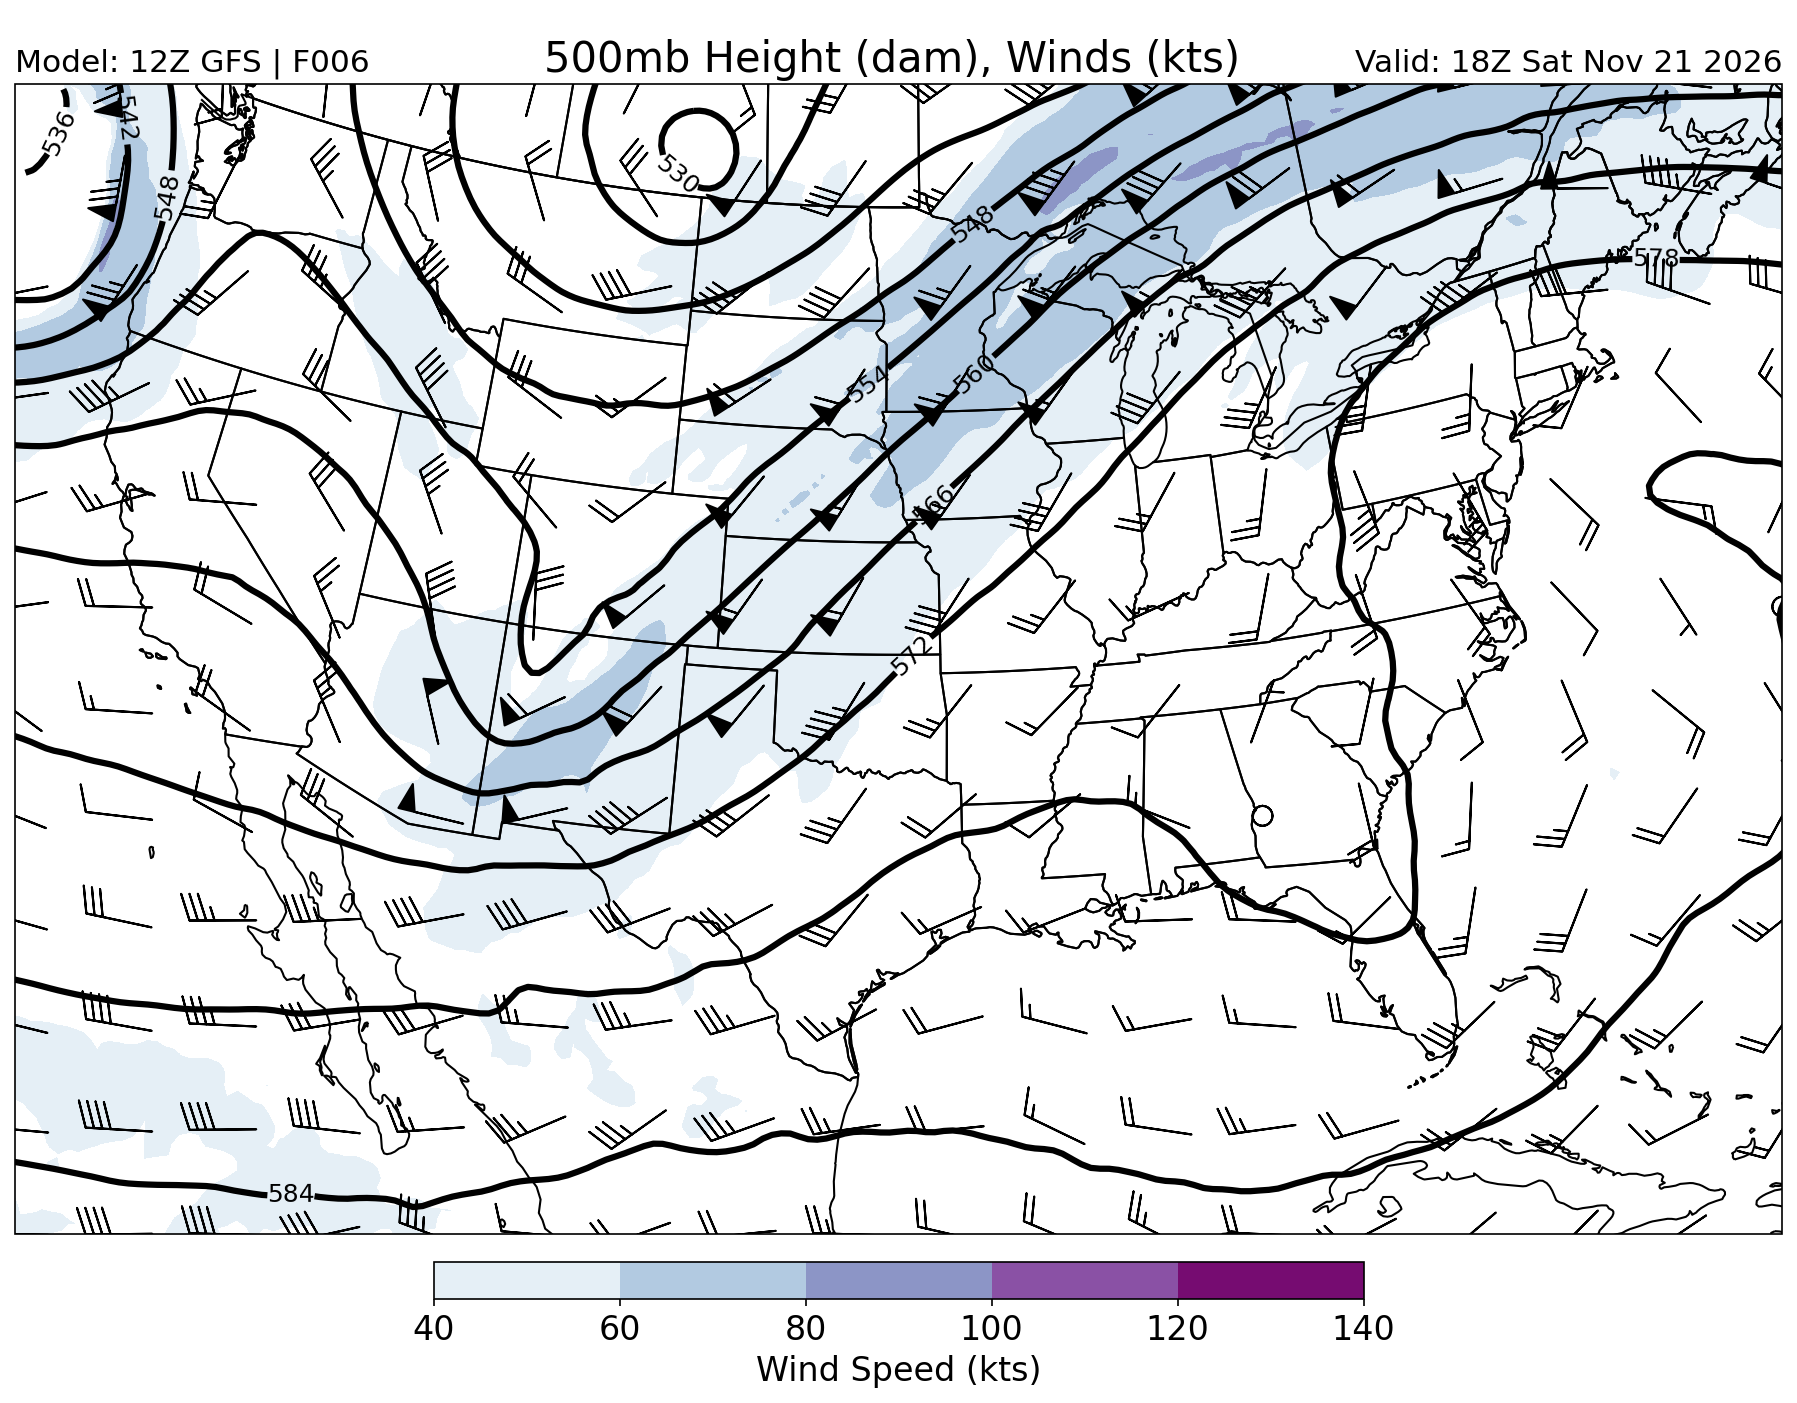 Model: 12Z GFS | F006
500mb Height (dam), Winds (kts)
Valid: 18Z Sat Nov 21 2026
536
542
548
530
548
578
554
560
566
572
584
40 60 80 100 120 140
Wind Speed (kts)